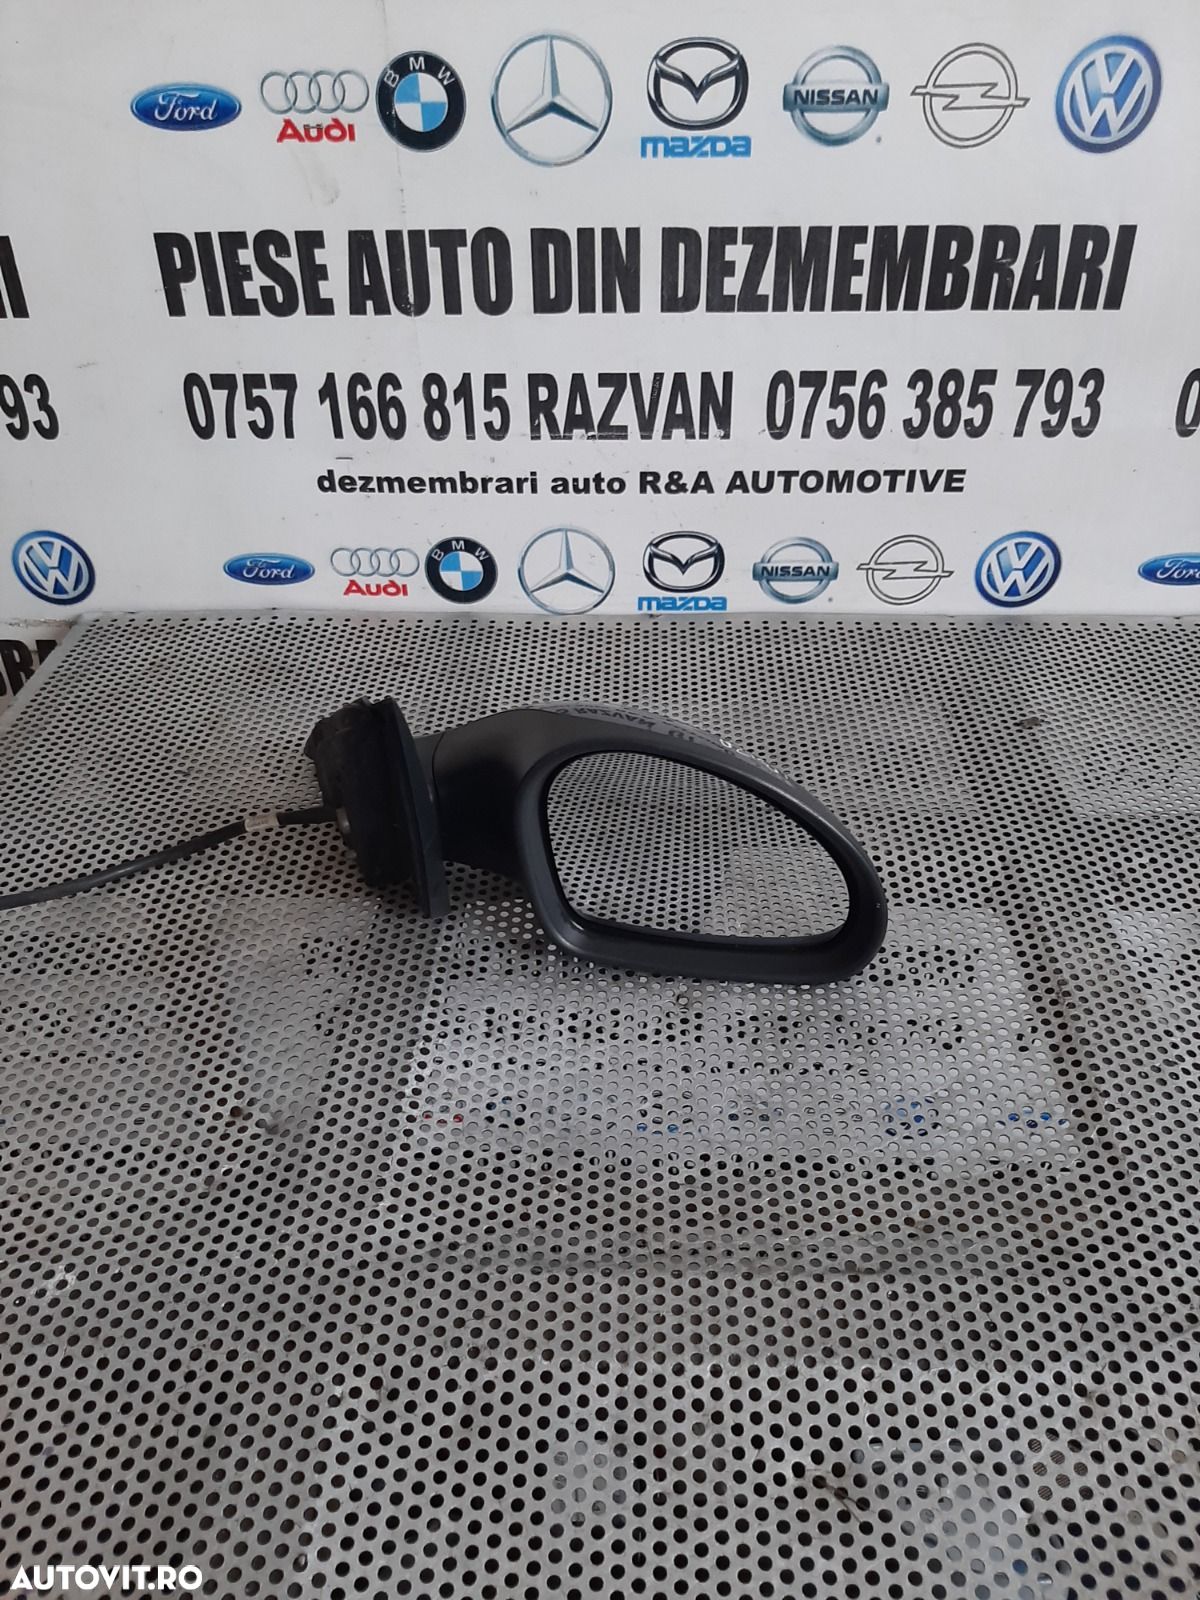 Ford Audi BMW mazda NISSAN
PIESE AUTO DIN DEZMEMBRARI
0757 166 815 RAZVAN 0756 385 793
93
dezmembrari auto R&A AUTOMOTIVE
Ford Audi BMW mazda NISSAN Ford
AUTOVIT.RO